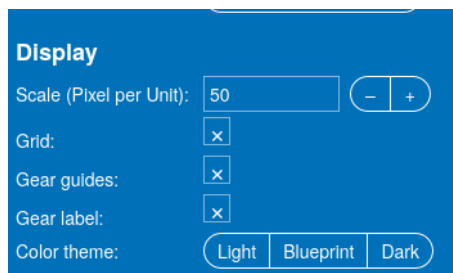 Display
Scale (Pixel per Unit): 50 – +
Grid: ×
Gear guides: ×
Gear label: ×
Color theme: Light Blueprint Dark